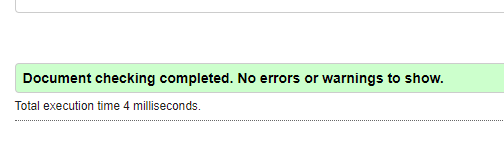 Document checking completed. No errors or warnings to show.
Total execution time 4 milliseconds.